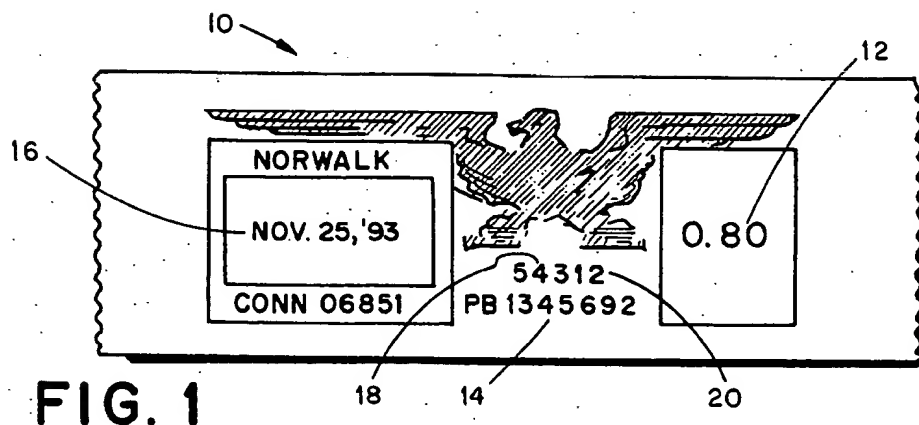 10
12
16
NORWALK
NOV. 25, '93
0.80
54312
CONN 06851
PB 1345692
18
14
20
FIG. 1